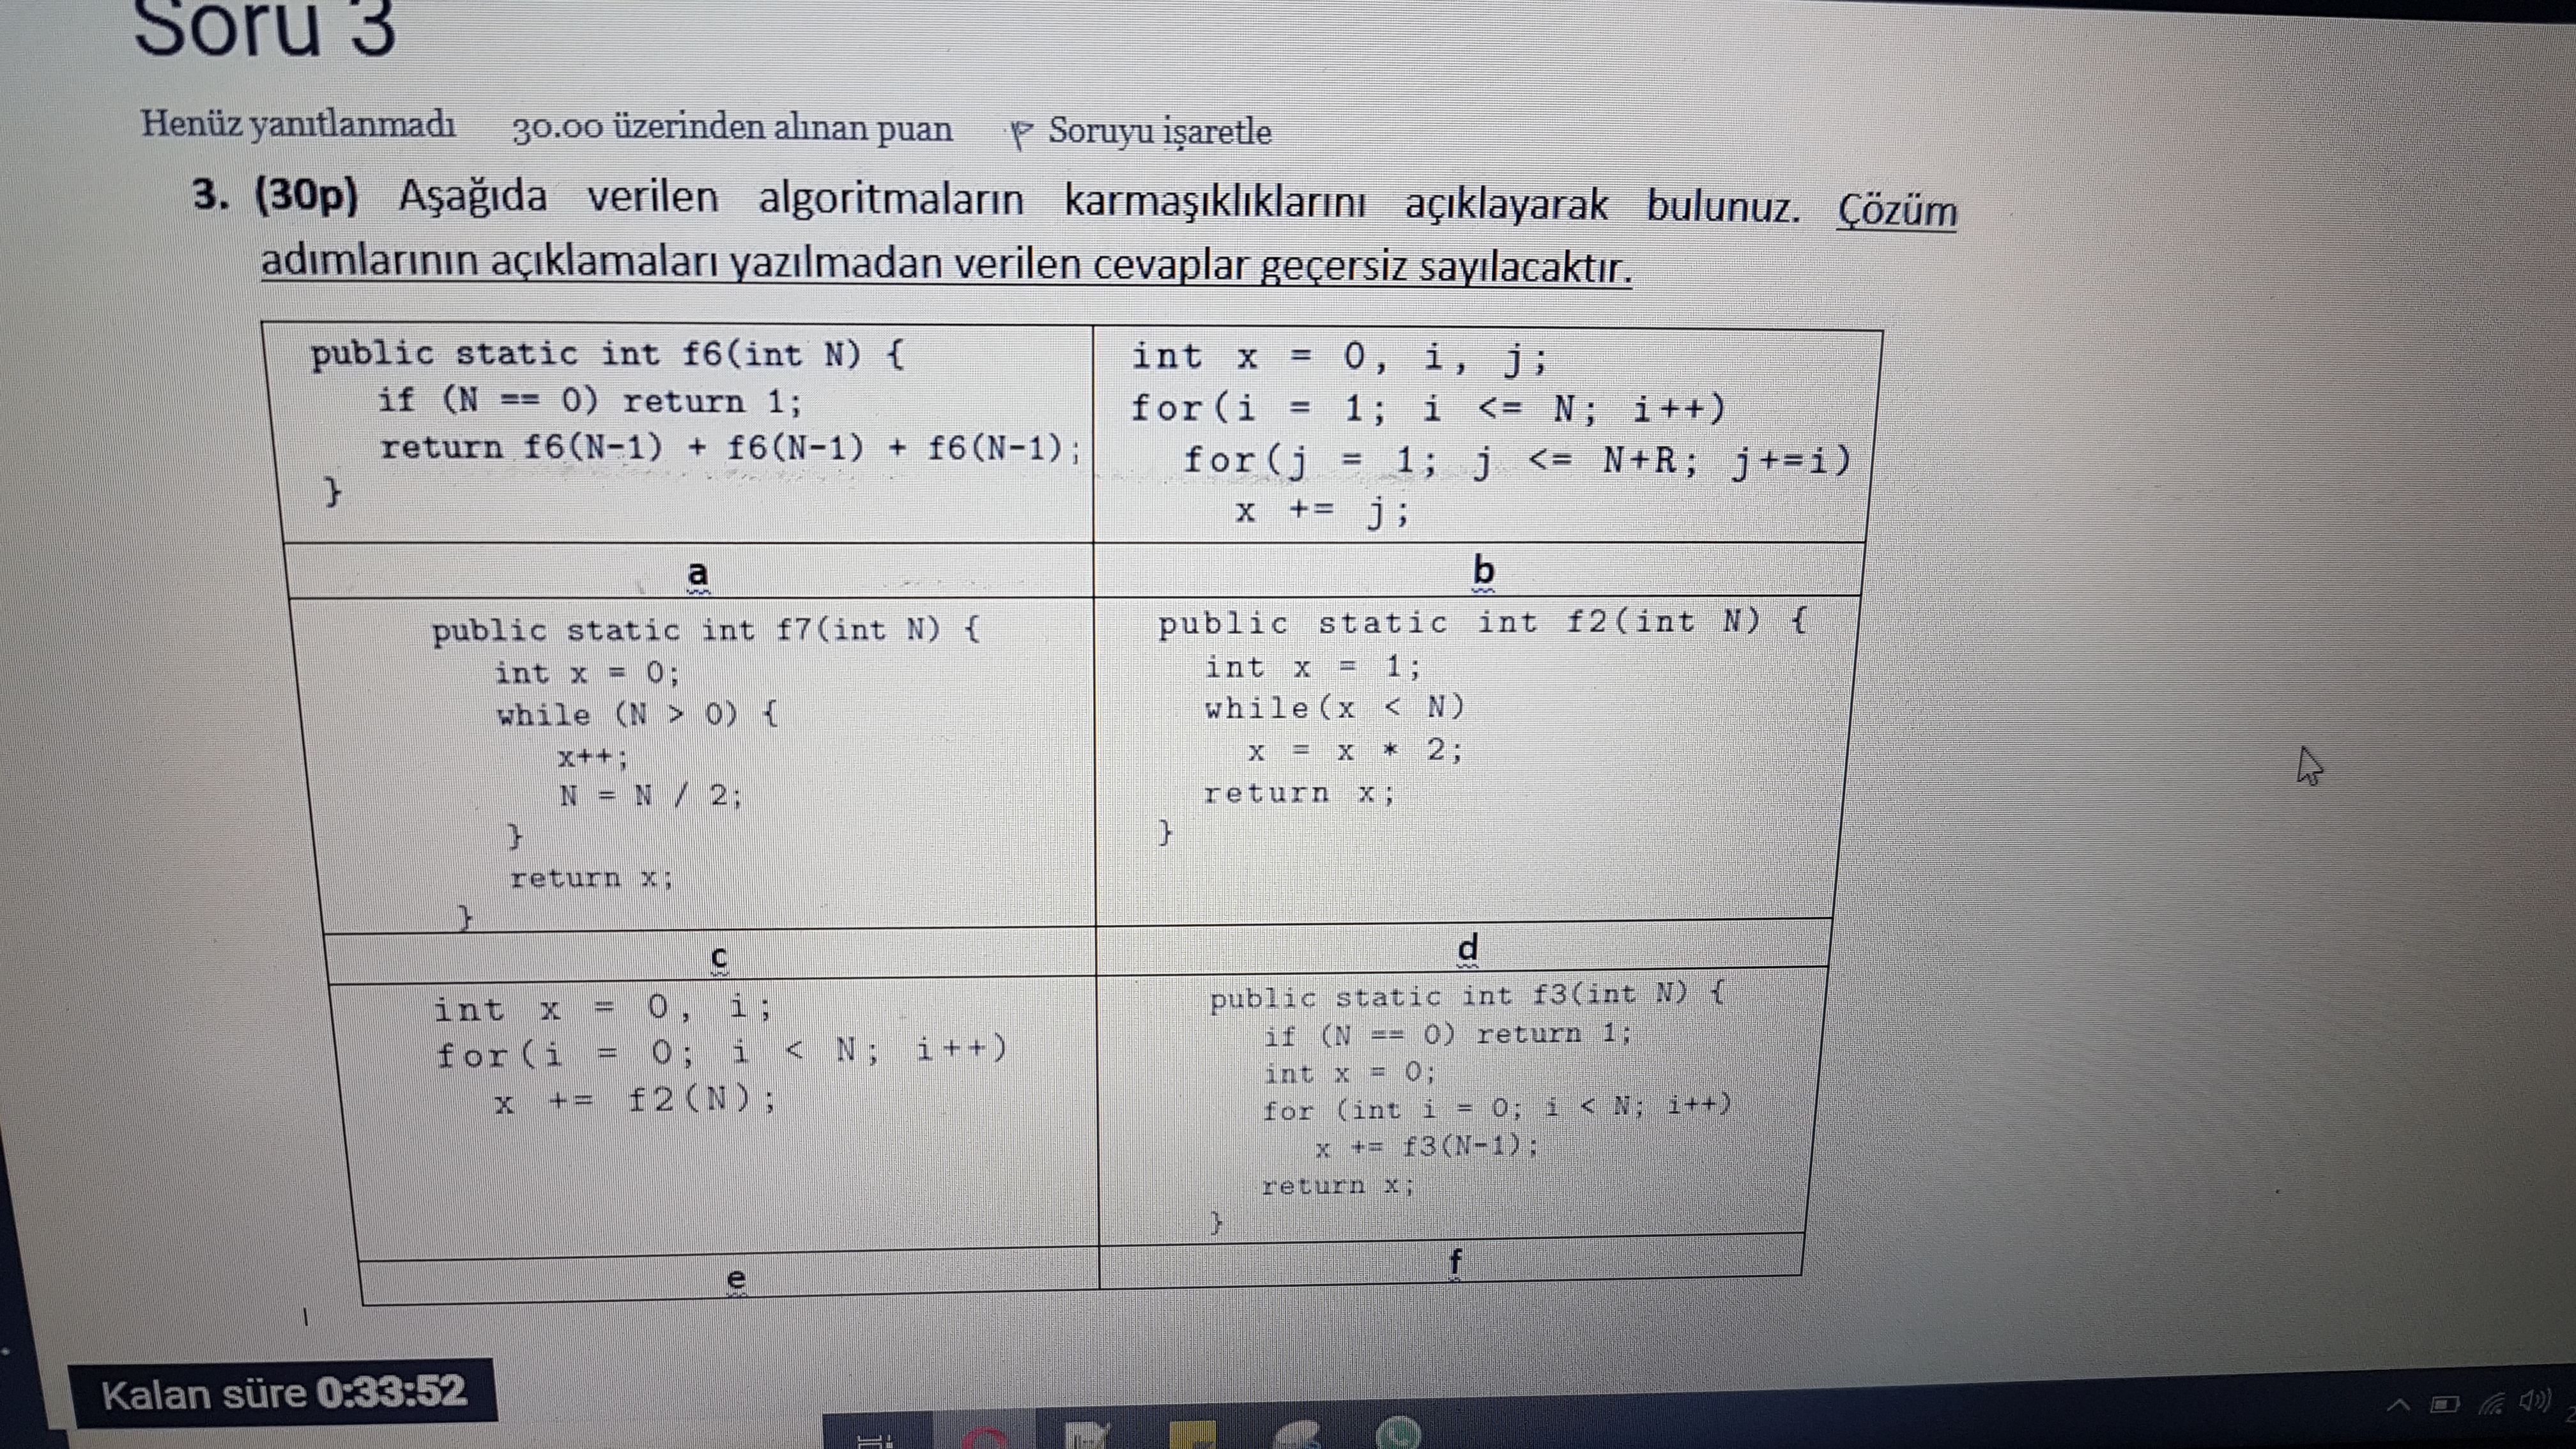 Soru 3
Henüz yanıtlanmadı 30.00 üzerinden alınan puan Soruyu işaretle
3. (30p) Aşağıda verilen algoritmaların karmaşıklıklarını açıklayarak bulunuz. Çözüm
adımlarının açıklamaları yazılmadan verilen cevaplar geçersiz sayılacaktır.
public static int f6(int N) {
if (N == 0) return 1;
return f6(N-1) + f6(N-1) + f6(N-1);
}
a
int x = 0, i, j;
for(i = 1; i <= N; i++)
for(j = 1; j <= N+R; j+=i)
x += j;
b
public static int f7(int N) {
int x = 0;
while (N > 0) {
x++;
N = N / 2;
}
return x;
}
c
public static int f2(int N) {
int x = 1;
while(x < N)
x = x * 2;
return x;
}
d
int x = 0, i;
for(i = 0; i < N; i++)
x += f2(N);
e
public static int f3(int N) {
if (N == 0) return 1;
int x = 0;
for (int i = 0; i < N; i++)
x += f3(N-1);
return x;
}
f
Kalan süre 0:33:52